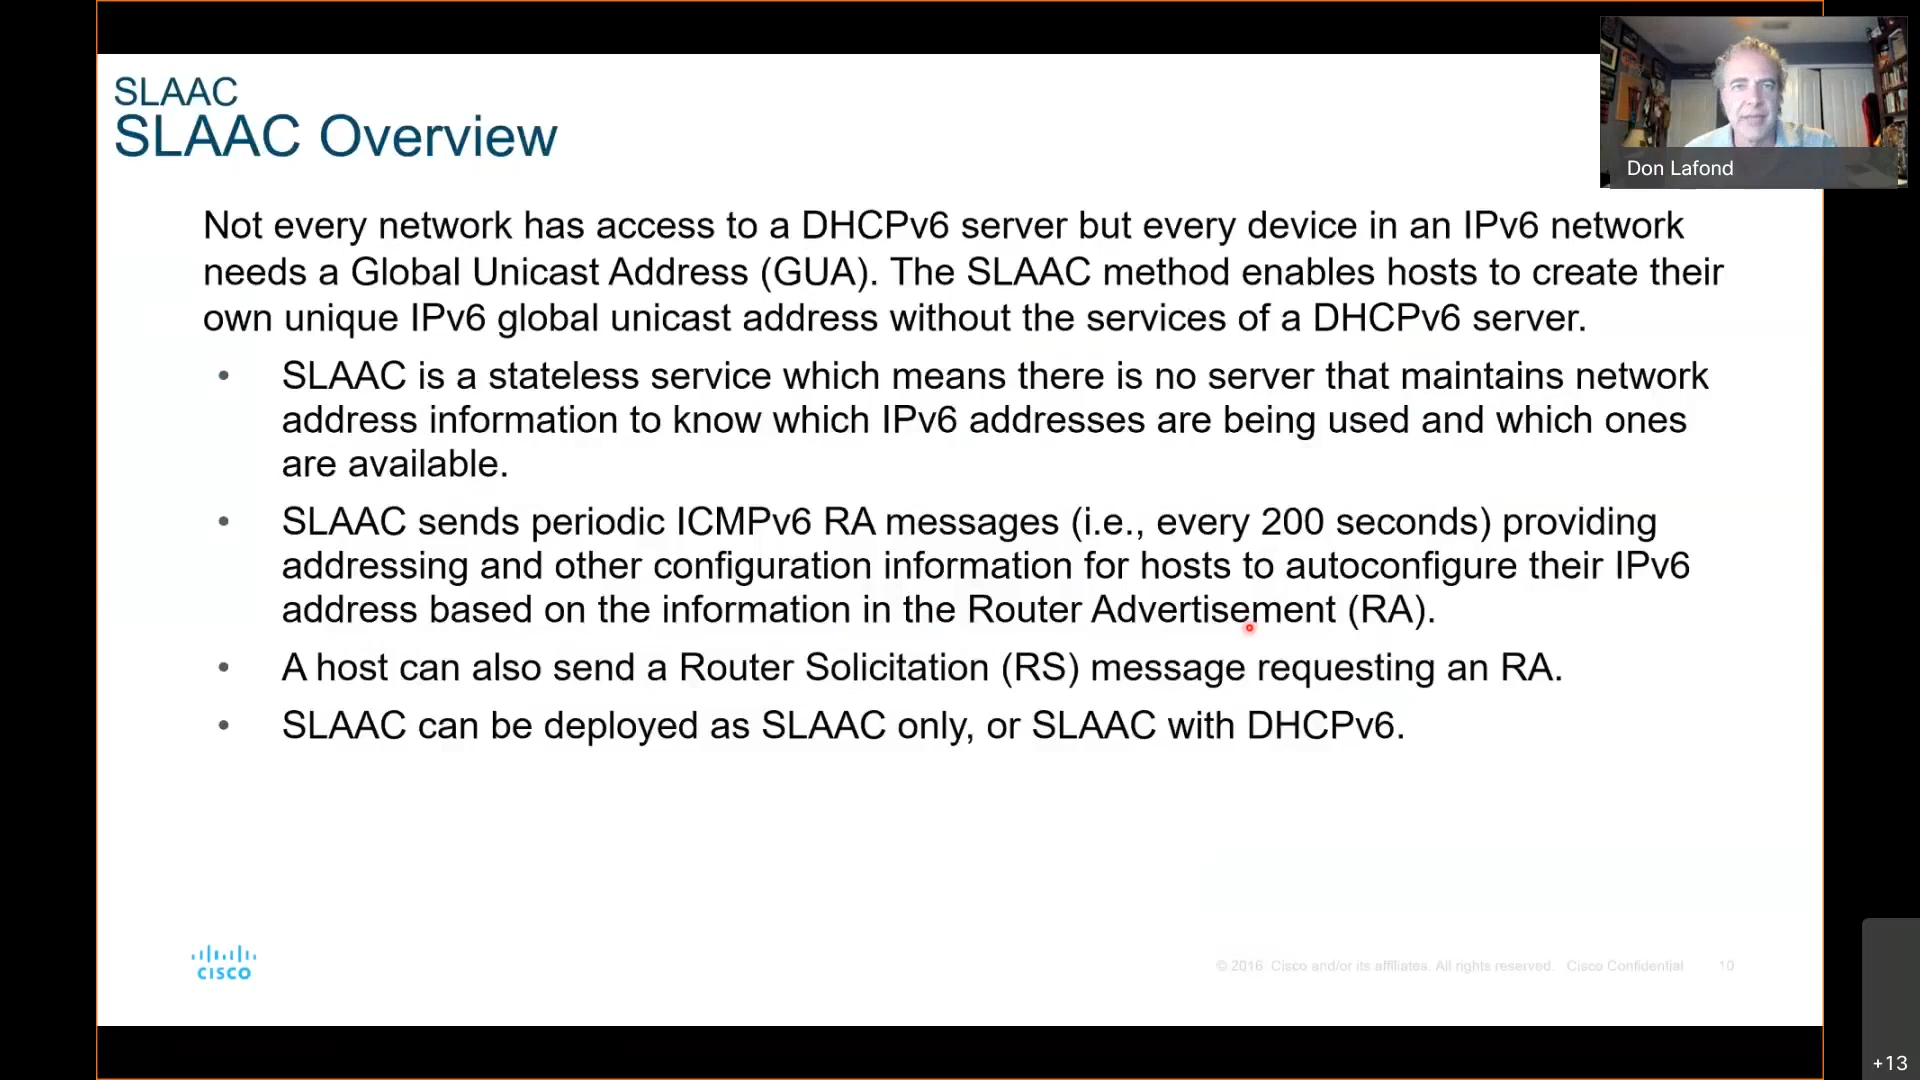 SLAAC
SLAAC Overview
Don Lafond
Not every network has access to a DHCPv6 server but every device in an IPv6 network
needs a Global Unicast Address (GUA). The SLAAC method enables hosts to create their
own unique IPv6 global unicast address without the services of a DHCPv6 server.
• SLAAC is a stateless service which means there is no server that maintains network
address information to know which IPv6 addresses are being used and which ones
are available.
• SLAAC sends periodic ICMPv6 RA messages (i.e., every 200 seconds) providing
addressing and other configuration information for hosts to autoconfigure their IPv6
address based on the information in the Router Advertisement (RA).
• A host can also send a Router Solicitation (RS) message requesting an RA.
• SLAAC can be deployed as SLAAC only, or SLAAC with DHCPv6.
CISCO
© 2016 Cisco and/or its affiliates. All rights reserved. Cisco Confidential 10
+13